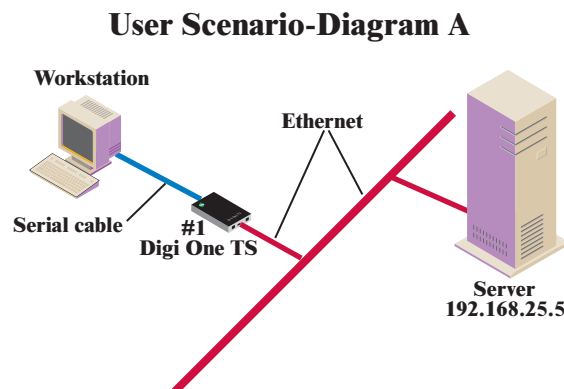 User Scenario-Diagram A
Workstation
Ethernet
Serial cable
#1
Digi One TS
Server
192.168.25.5